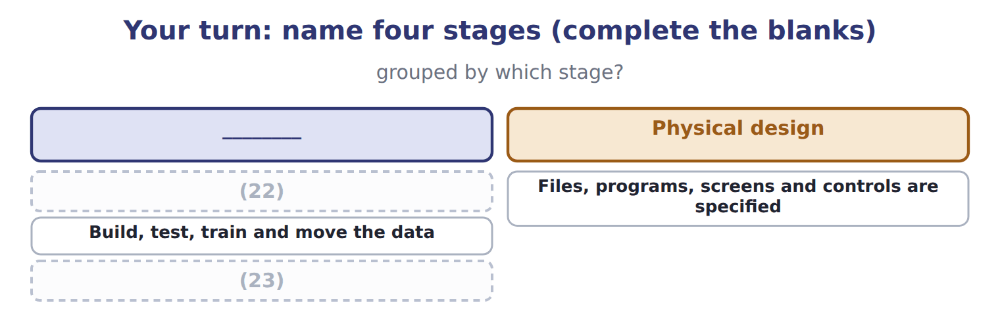 Your turn: name four stages (complete the blanks)
grouped by which stage?
________
Physical design
(22)
Files, programs, screens and controls are
specified
Build, test, train and move the data
(23)